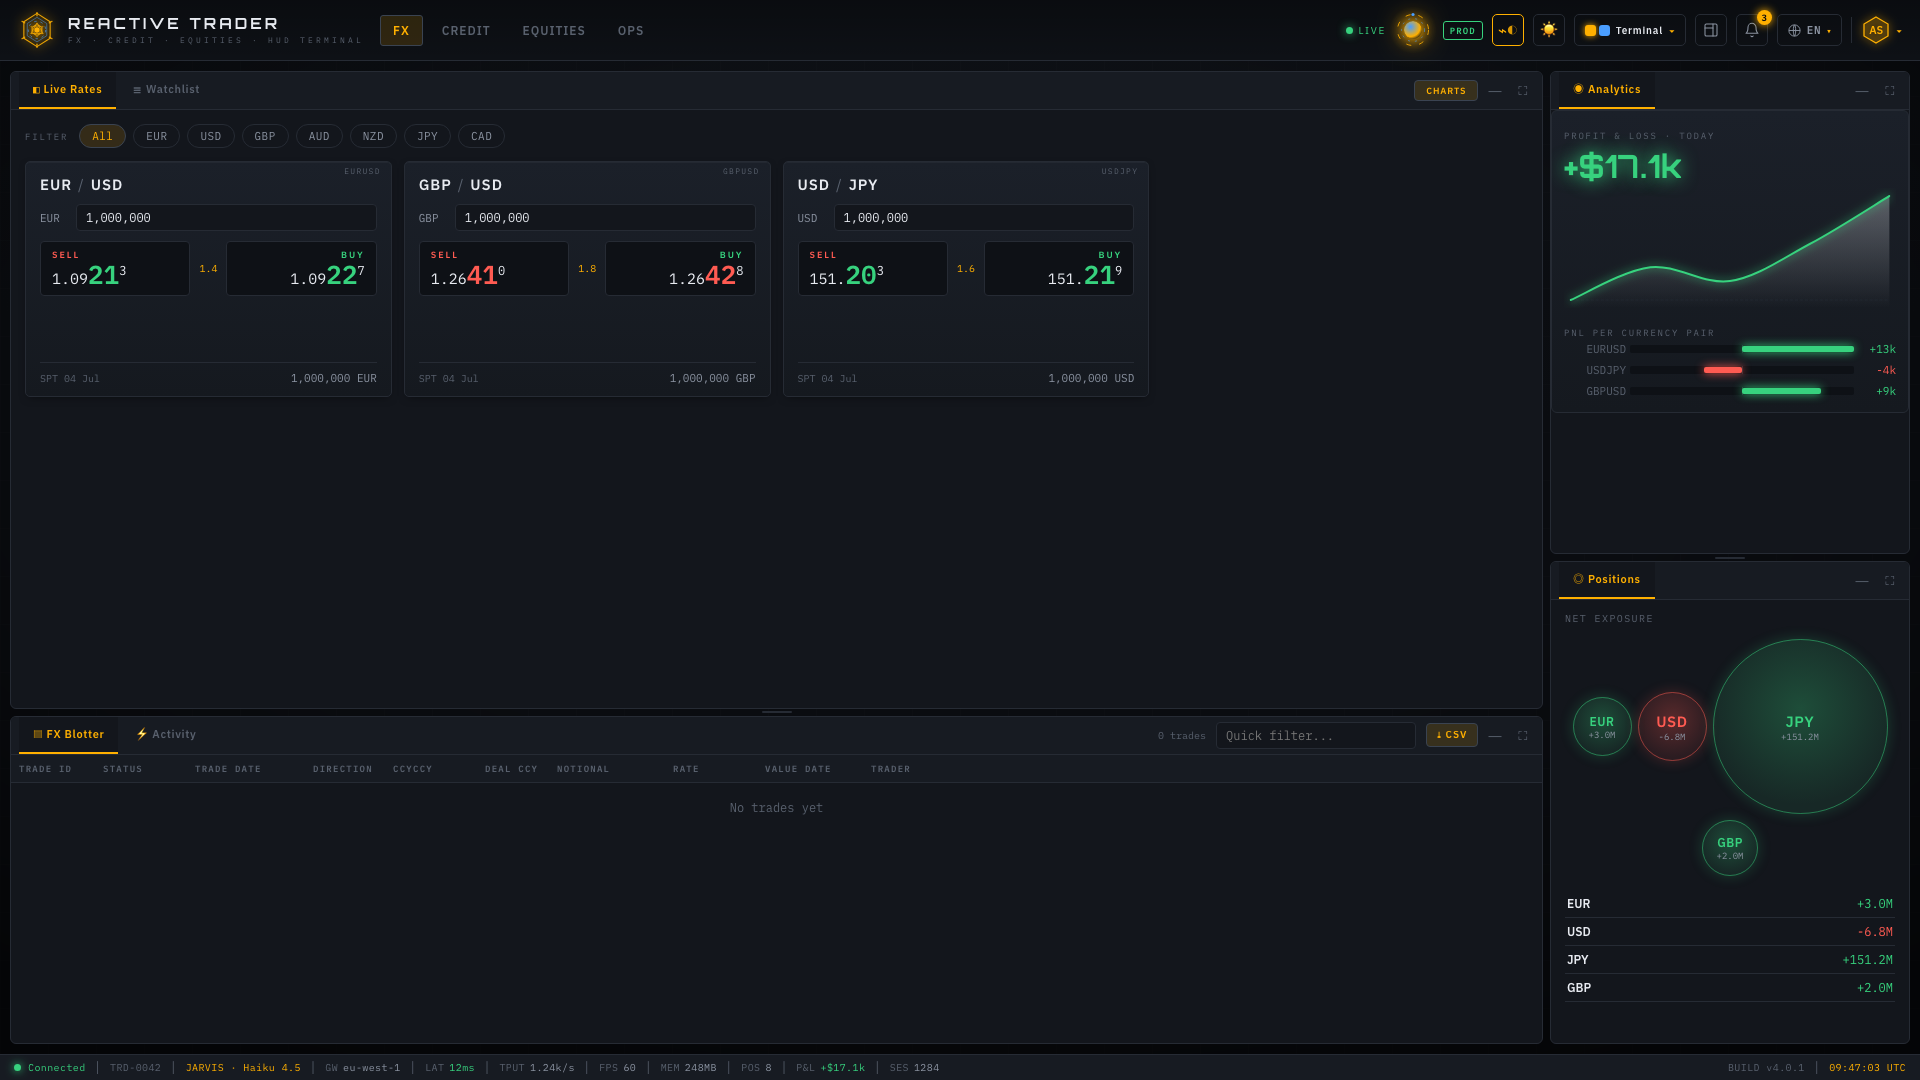 REACTIVE TRADER
FX · CREDIT · EQUITIES · HUD TERMINAL
FX CREDIT EQUITIES OPS
LIVE PROD Terminal 3 EN AS
Live Rates Watchlist CHARTS
FILTER All EUR USD GBP AUD NZD JPY CAD
EURUSD
EUR / USD
EUR 1,000,000
SELL 1.09213
1.4
BUY 1.09227
SPT 04 Jul 1,000,000 EUR
GBPUSD
GBP / USD
GBP 1,000,000
SELL 1.26410
1.8
BUY 1.26428
SPT 04 Jul 1,000,000 GBP
USDJPY
USD / JPY
USD 1,000,000
SELL 151.203
1.6
BUY 151.219
SPT 04 Jul 1,000,000 USD
Analytics
PROFIT & LOSS · TODAY
+$17.1k
PNL PER CURRENCY PAIR
EURUSD +13k
USDJPY -4k
GBPUSD +9k
FX Blotter Activity 0 trades Quick filter... ↓ CSV
TRADE ID STATUS TRADE DATE DIRECTION CCYCCY DEAL CCY NOTIONAL RATE VALUE DATE TRADER
No trades yet
Positions
NET EXPOSURE
EUR
+3.0M
USD
-6.8M
JPY
+151.2M
GBP
+2.0M
EUR +3.0M
USD -6.8M
JPY +151.2M
GBP +2.0M
Connected TRD-0042 JARVIS · Haiku 4.5 GW eu-west-1 LAT 12ms TPUT 1.24k/s FPS 60 MEM 248MB POS 8 P&L +$17.1k SES 1284 BUILD v4.0.1 09:47:03 UTC